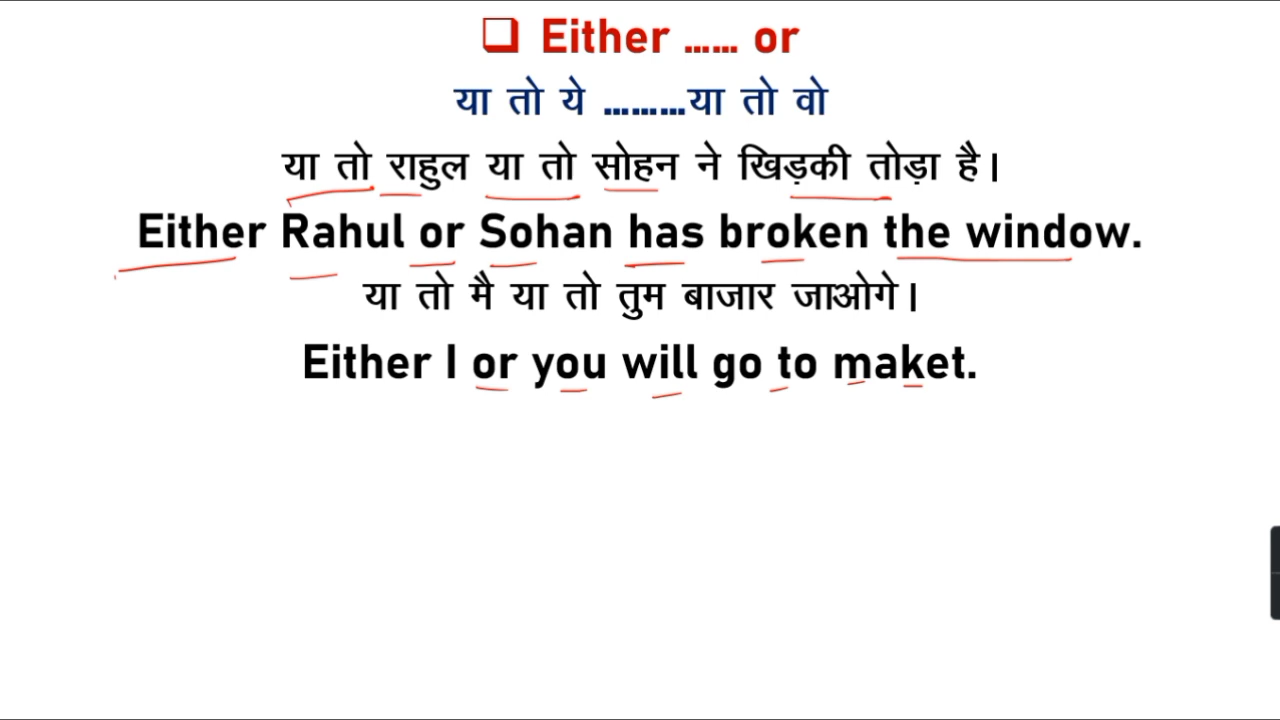 Either ...... or
या तो ये .........या तो वो
या तो राहुल या तो सोहन ने खिड़की तोड़ा है।
Either Rahul or Sohan has broken the window.
या तो मै या तो तुम बाजार जाओगे।
Either I or you will go to maket.